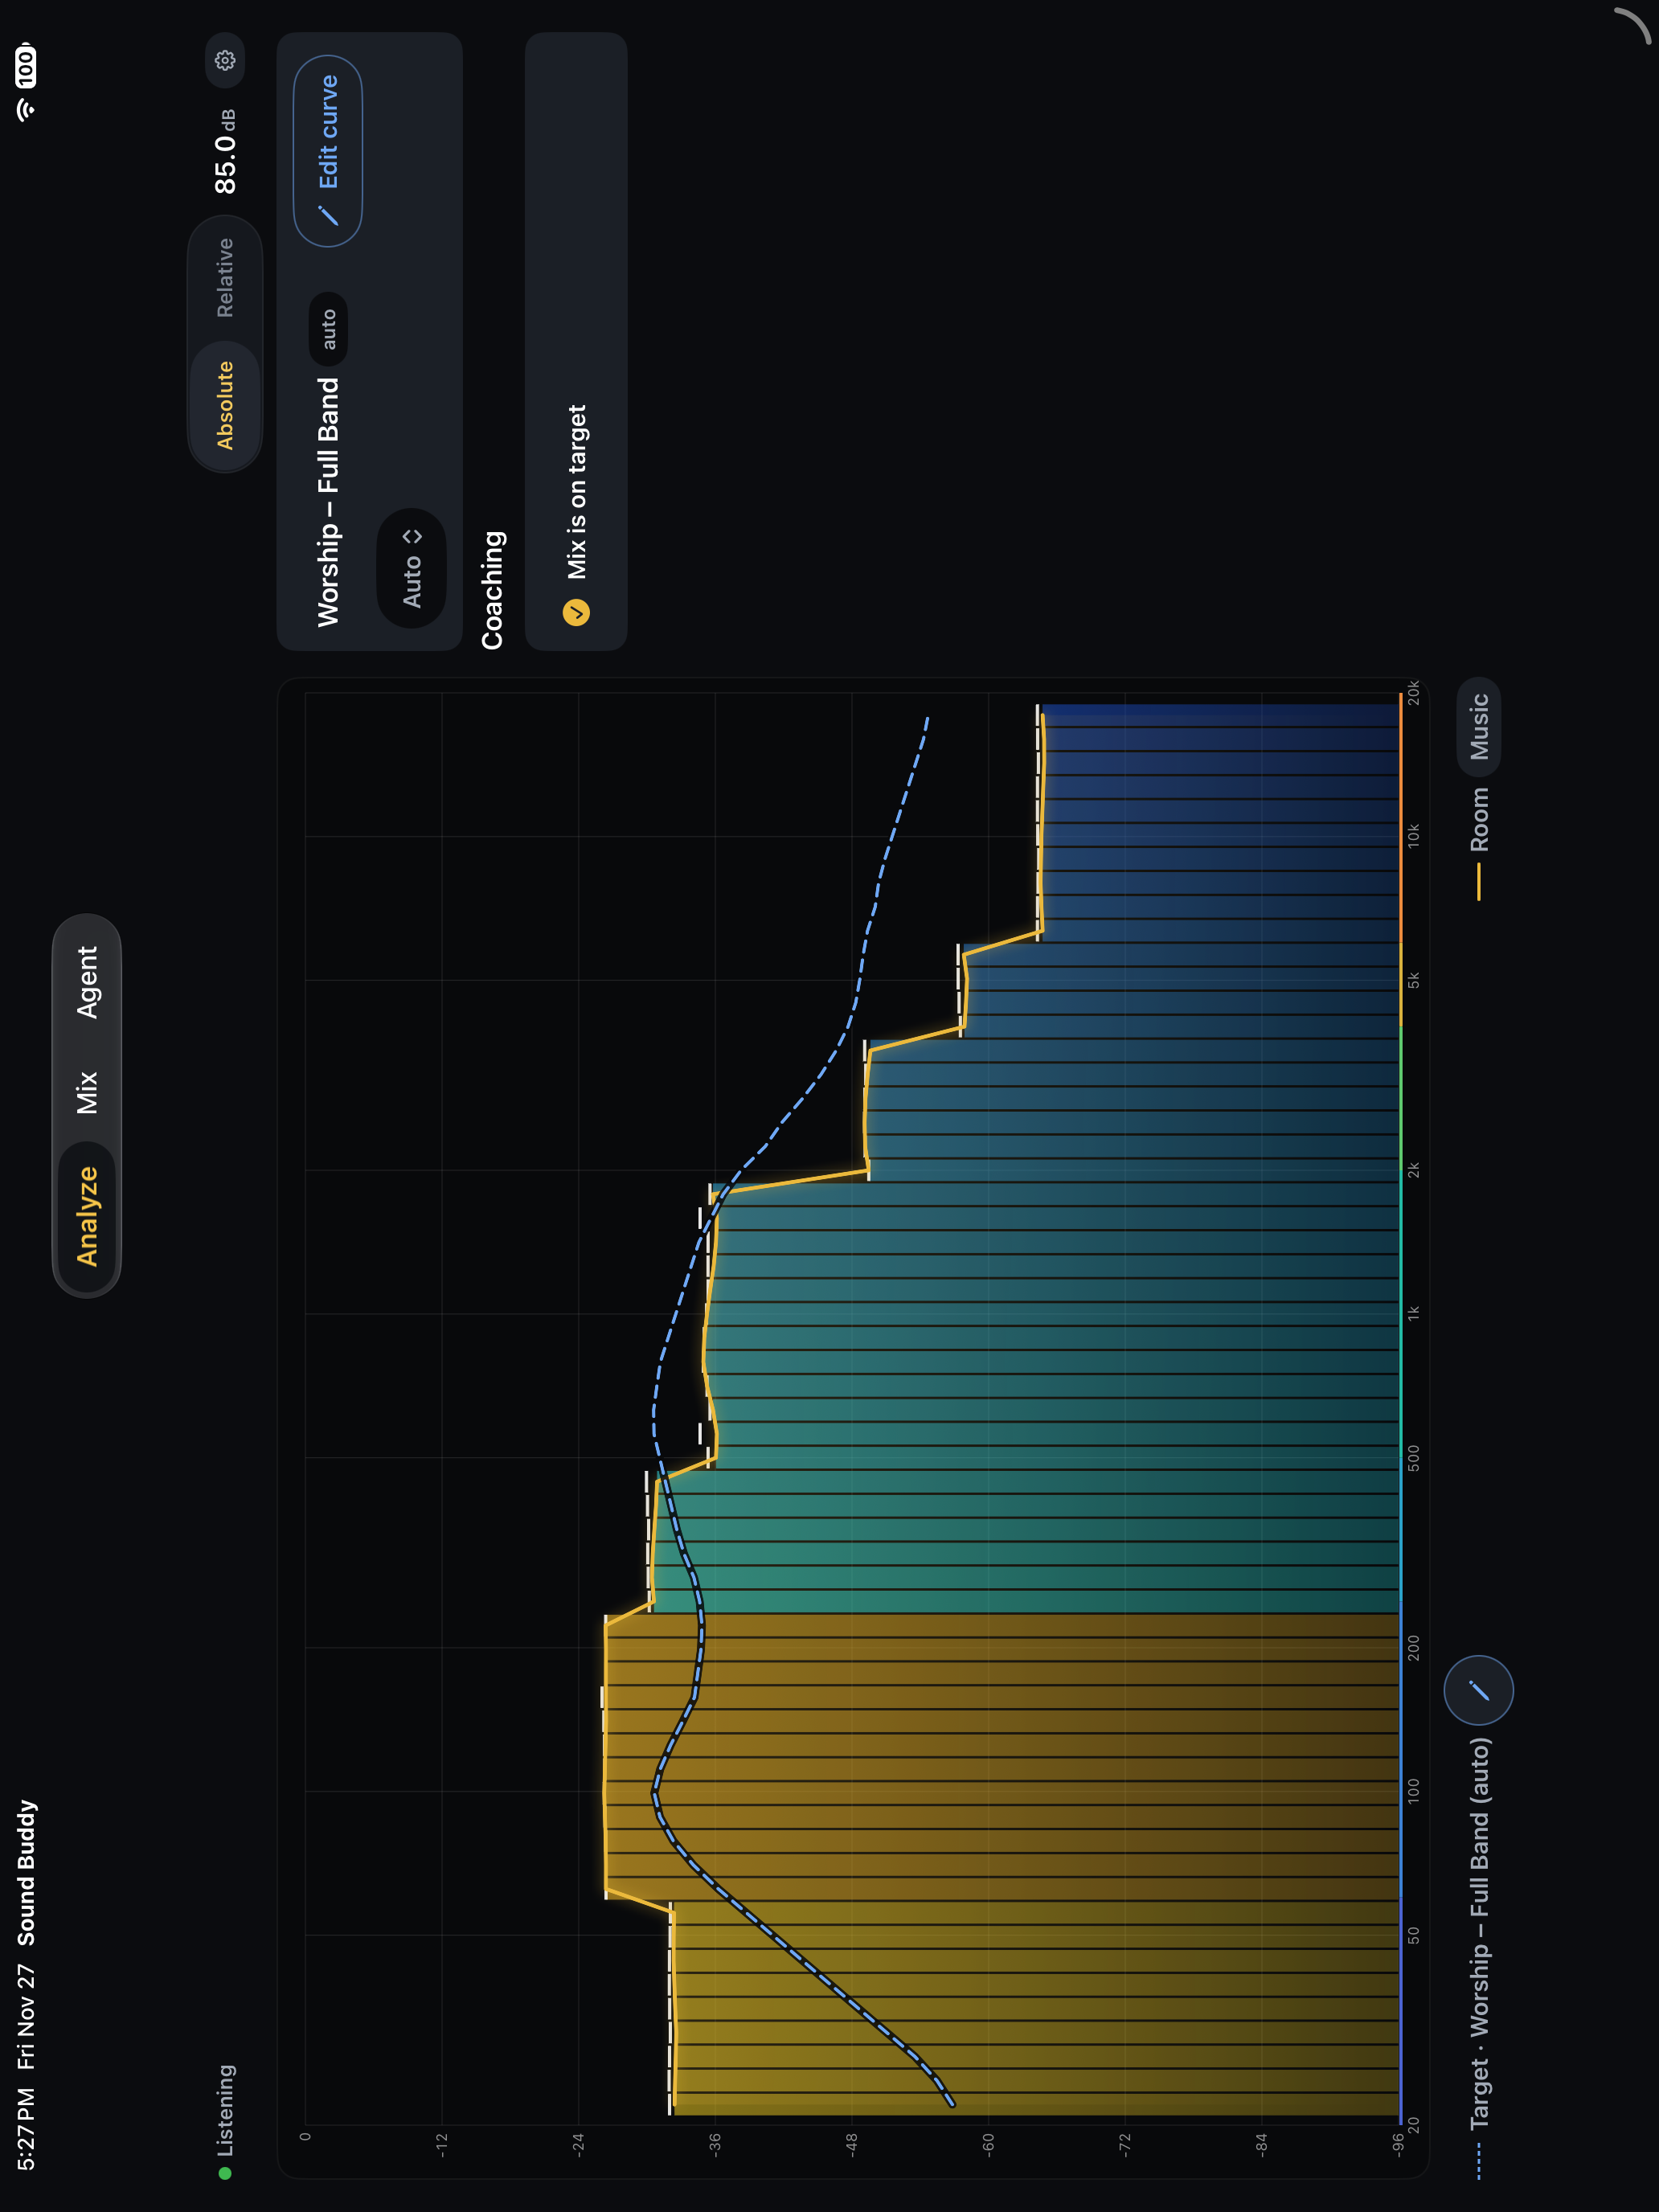 5:27 PM Fri Nov 27 Sound Buddy
100
Analyze Mix Agent
Listening
Absolute Relative
85.0 dB
0
-12
-24
-36
-48
-60
-72
-84
-96
20 50 100 200 500 1k 2k 5k 10k 20k
Target · Worship – Full Band (auto)
Room Music
Worship – Full Band auto
Edit curve
Auto
Coaching
Mix is on target